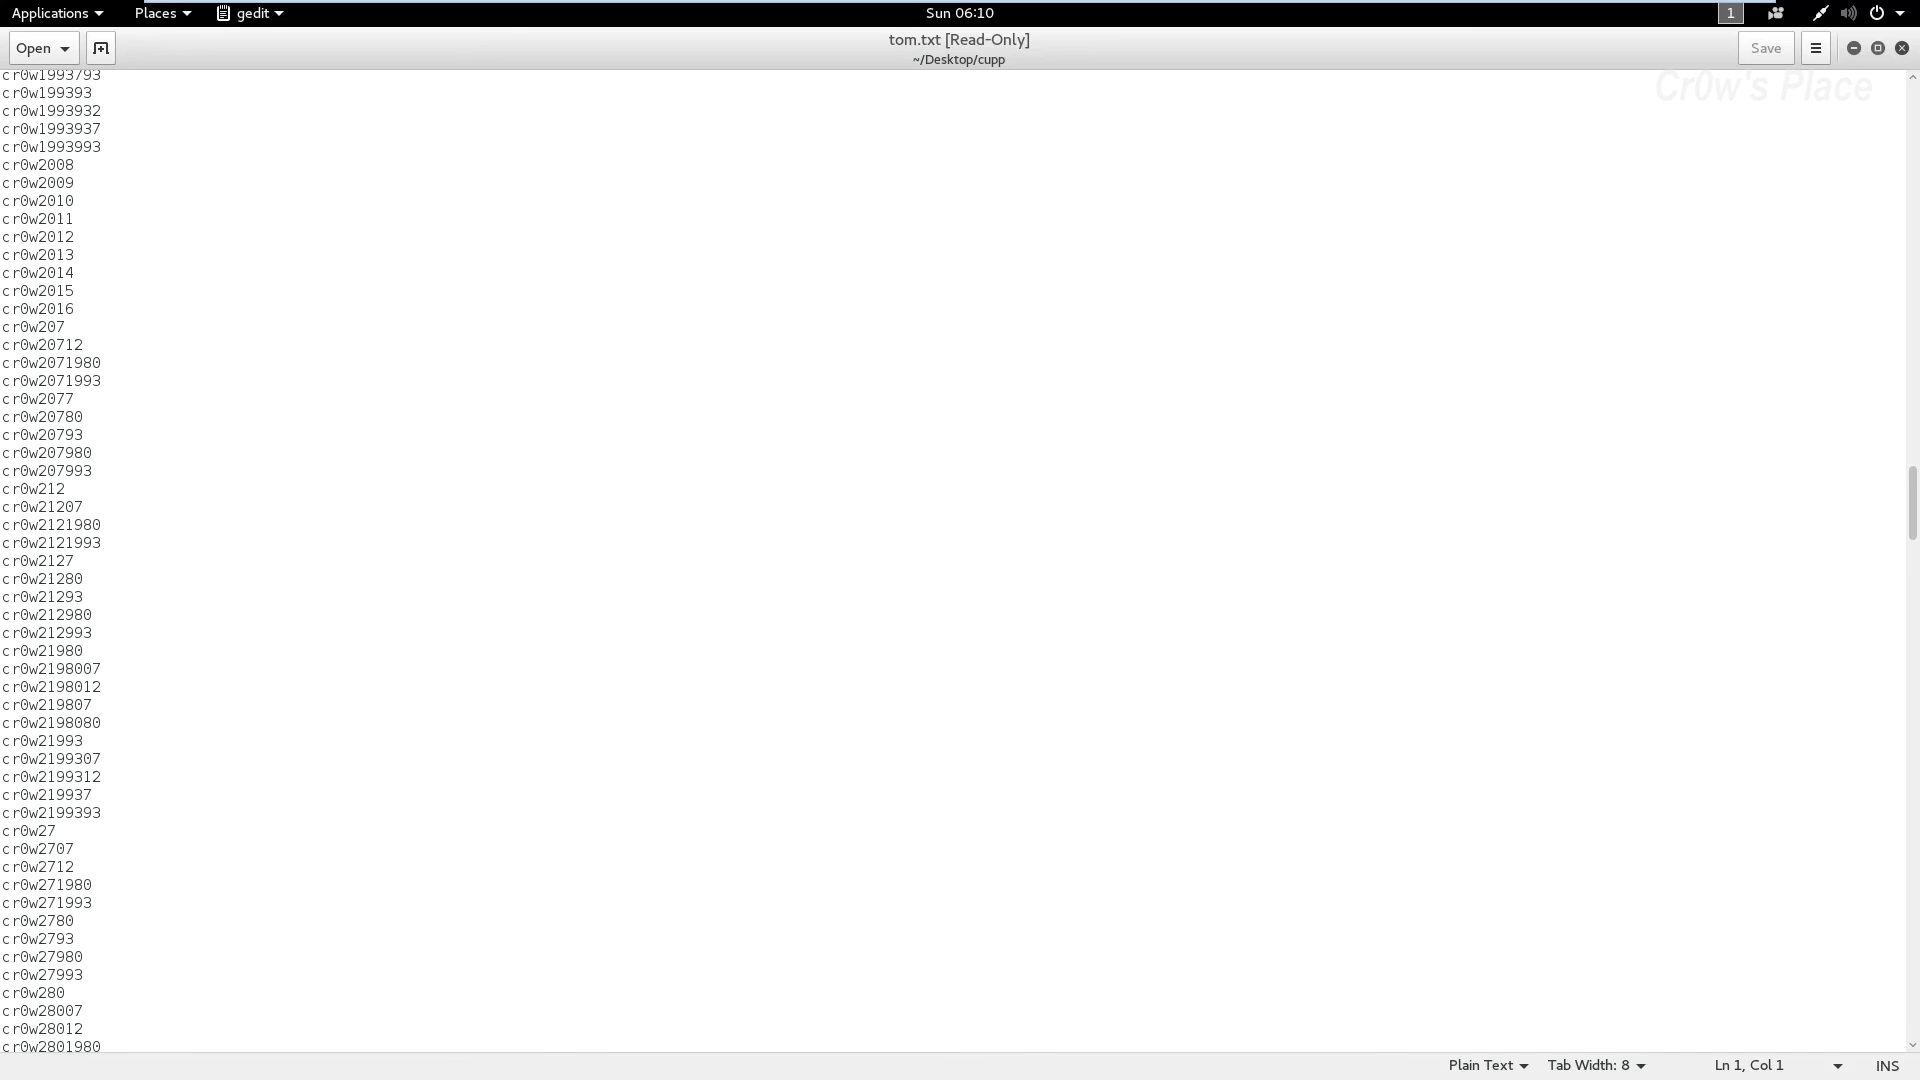 Applications Places gedit Sun 06:10 1
Open tom.txt [Read-Only] Save
~/Desktop/cupp
Cr0w's Place
cr0w1993793
cr0w199393
cr0w1993932
cr0w1993937
cr0w1993993
cr0w2008
cr0w2009
cr0w2010
cr0w2011
cr0w2012
cr0w2013
cr0w2014
cr0w2015
cr0w2016
cr0w207
cr0w20712
cr0w2071980
cr0w2071993
cr0w2077
cr0w20780
cr0w20793
cr0w207980
cr0w207993
cr0w212
cr0w21207
cr0w2121980
cr0w2121993
cr0w2127
cr0w21280
cr0w21293
cr0w212980
cr0w212993
cr0w21980
cr0w2198007
cr0w2198012
cr0w219807
cr0w2198080
cr0w21993
cr0w2199307
cr0w2199312
cr0w219937
cr0w2199393
cr0w27
cr0w2707
cr0w2712
cr0w271980
cr0w271993
cr0w2780
cr0w2793
cr0w27980
cr0w27993
cr0w280
cr0w28007
cr0w28012
cr0w2801980
Plain Text Tab Width: 8 Ln 1, Col 1 INS